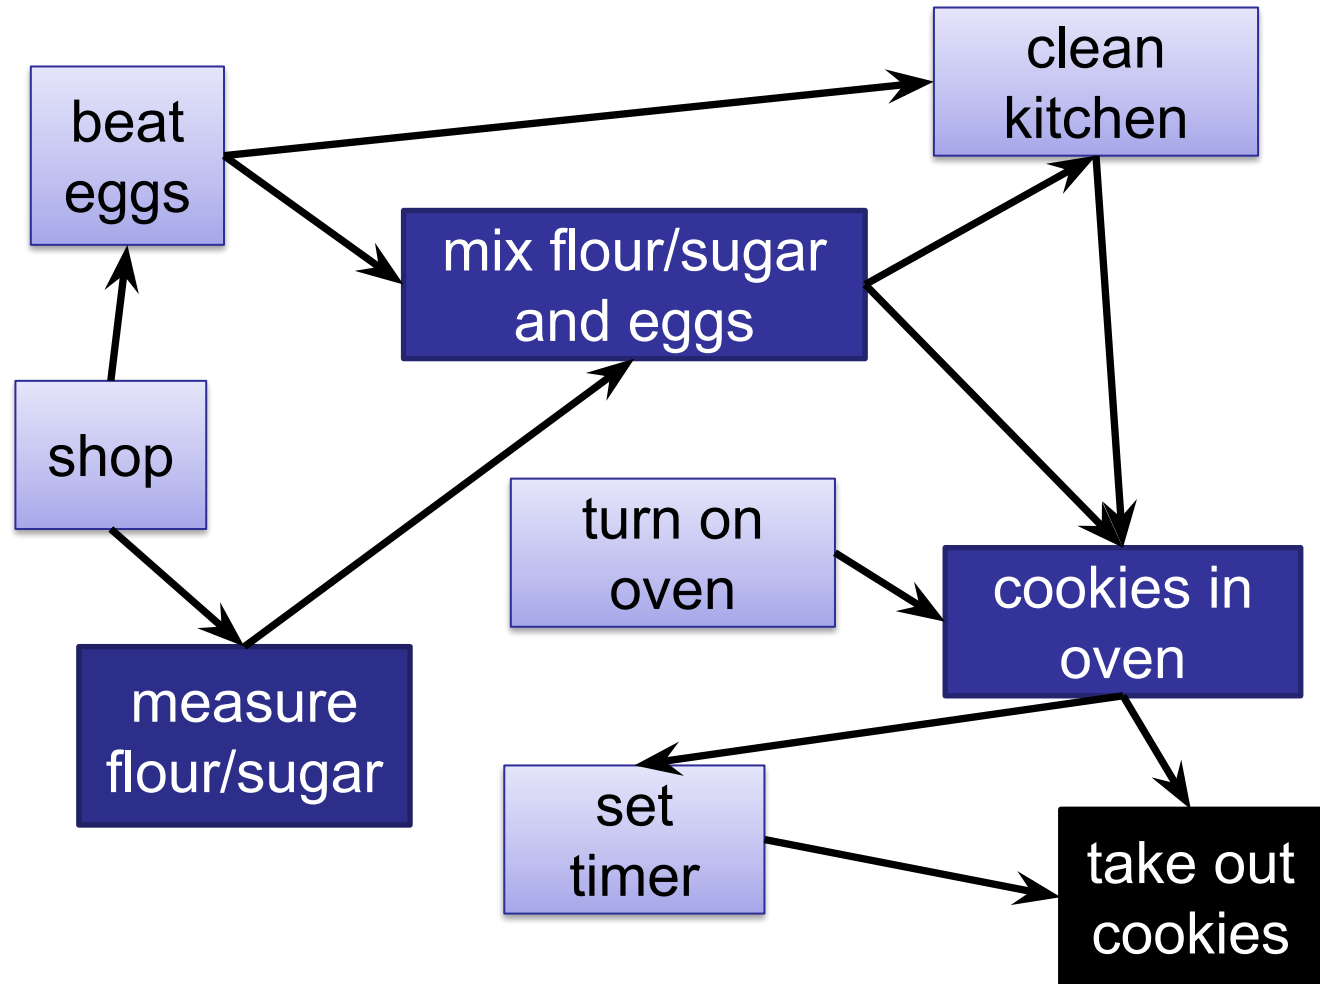 clean
kitchen
beat
eggs
mix flour/sugar
and eggs
shop
turn on
oven
cookies in
oven
measure
flour/sugar
set
timer
take out
cookies